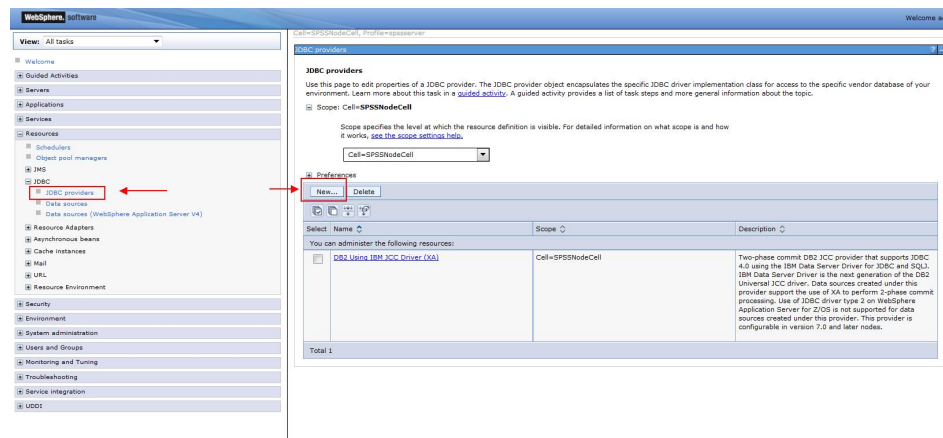 WebSphere. software
Welcome
View: All tasks
Welcome
Guided Activities
Servers
Applications
Services
Resources
Schedulers
Object pool managers
JMS
JDBC
JDBC providers
Data sources
Data sources (WebSphere Application Server V4)
Resource Adapters
Asynchronous beans
Cache instances
Mail
URL
Resource Environment
Security
Environment
System administration
Users and Groups
Monitoring and Tuning
Troubleshooting
Service integration
UDDI
Cell=SPSSNodeCell, Profile=spssserver
JDBC providers
? -
JDBC providers
Use this page to edit properties of a JDBC provider. The JDBC provider object encapsulates the specific JDBC driver implementation class for access to the specific vendor database of your
environment. Learn more about this task in a guided activity. A guided activity provides a list of task steps and more general information about the topic.
Scope: Cell=SPSSNodeCell
Scope specifies the level at which the resource definition is visible. For detailed information on what scope is and how
it works, see the scope settings help.
Cell=SPSSNodeCell
Preferences
New... Delete
Select Name Scope Description
You can administer the following resources:
DB2 Using IBM JCC Driver (XA)
Cell=SPSSNodeCell
Two-phase commit DB2 JCC provider that supports JDBC
4.0 using the IBM Data Server Driver for JDBC and SQLJ.
IBM Data Server Driver is the next generation of the DB2
Universal JCC driver. Data sources created under this
provider support the use of XA to perform 2-phase commit
processing. Use of JDBC driver type 2 on WebSphere
Application Server for Z/OS is not supported for data
sources created under this provider. This provider is
configurable in version 7.0 and later nodes.
Total 1